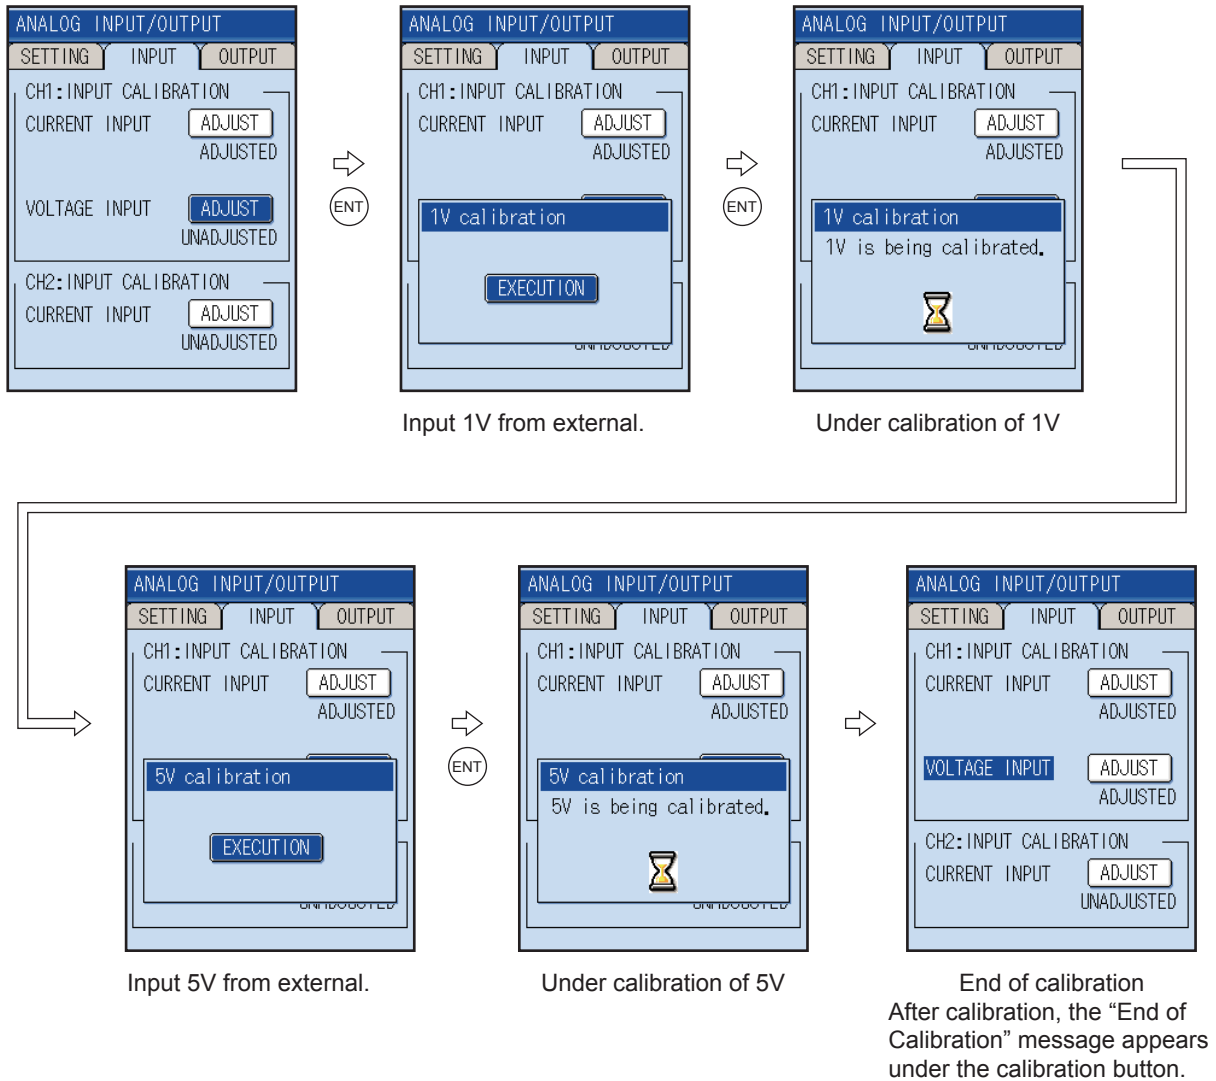 ANALOG INPUT/OUTPUT
SETTING INPUT OUTPUT
CH1:INPUT CALIBRATION
CURRENT INPUT ADJUST
ADJUSTED
VOLTAGE INPUT ADJUST
UNADJUSTED
CH2:INPUT CALIBRATION
CURRENT INPUT ADJUST
UNADJUSTED
ENT
ANALOG INPUT/OUTPUT
SETTING INPUT OUTPUT
CH1:INPUT CALIBRATION
CURRENT INPUT ADJUST
ADJUSTED
1V calibration
EXECUTION
Input 1V from external.
ENT
ANALOG INPUT/OUTPUT
SETTING INPUT OUTPUT
CH1:INPUT CALIBRATION
CURRENT INPUT ADJUST
ADJUSTED
1V calibration
1V is being calibrated.
Under calibration of 1V
ANALOG INPUT/OUTPUT
SETTING INPUT OUTPUT
CH1:INPUT CALIBRATION
CURRENT INPUT ADJUST
ADJUSTED
5V calibration
EXECUTION
Input 5V from external.
ENT
ANALOG INPUT/OUTPUT
SETTING INPUT OUTPUT
CH1:INPUT CALIBRATION
CURRENT INPUT ADJUST
ADJUSTED
5V calibration
5V is being calibrated.
Under calibration of 5V
ANALOG INPUT/OUTPUT
SETTING INPUT OUTPUT
CH1:INPUT CALIBRATION
CURRENT INPUT ADJUST
ADJUSTED
VOLTAGE INPUT ADJUST
ADJUSTED
CH2:INPUT CALIBRATION
CURRENT INPUT ADJUST
UNADJUSTED
End of calibration
After calibration, the “End of
Calibration” message appears
under the calibration button.